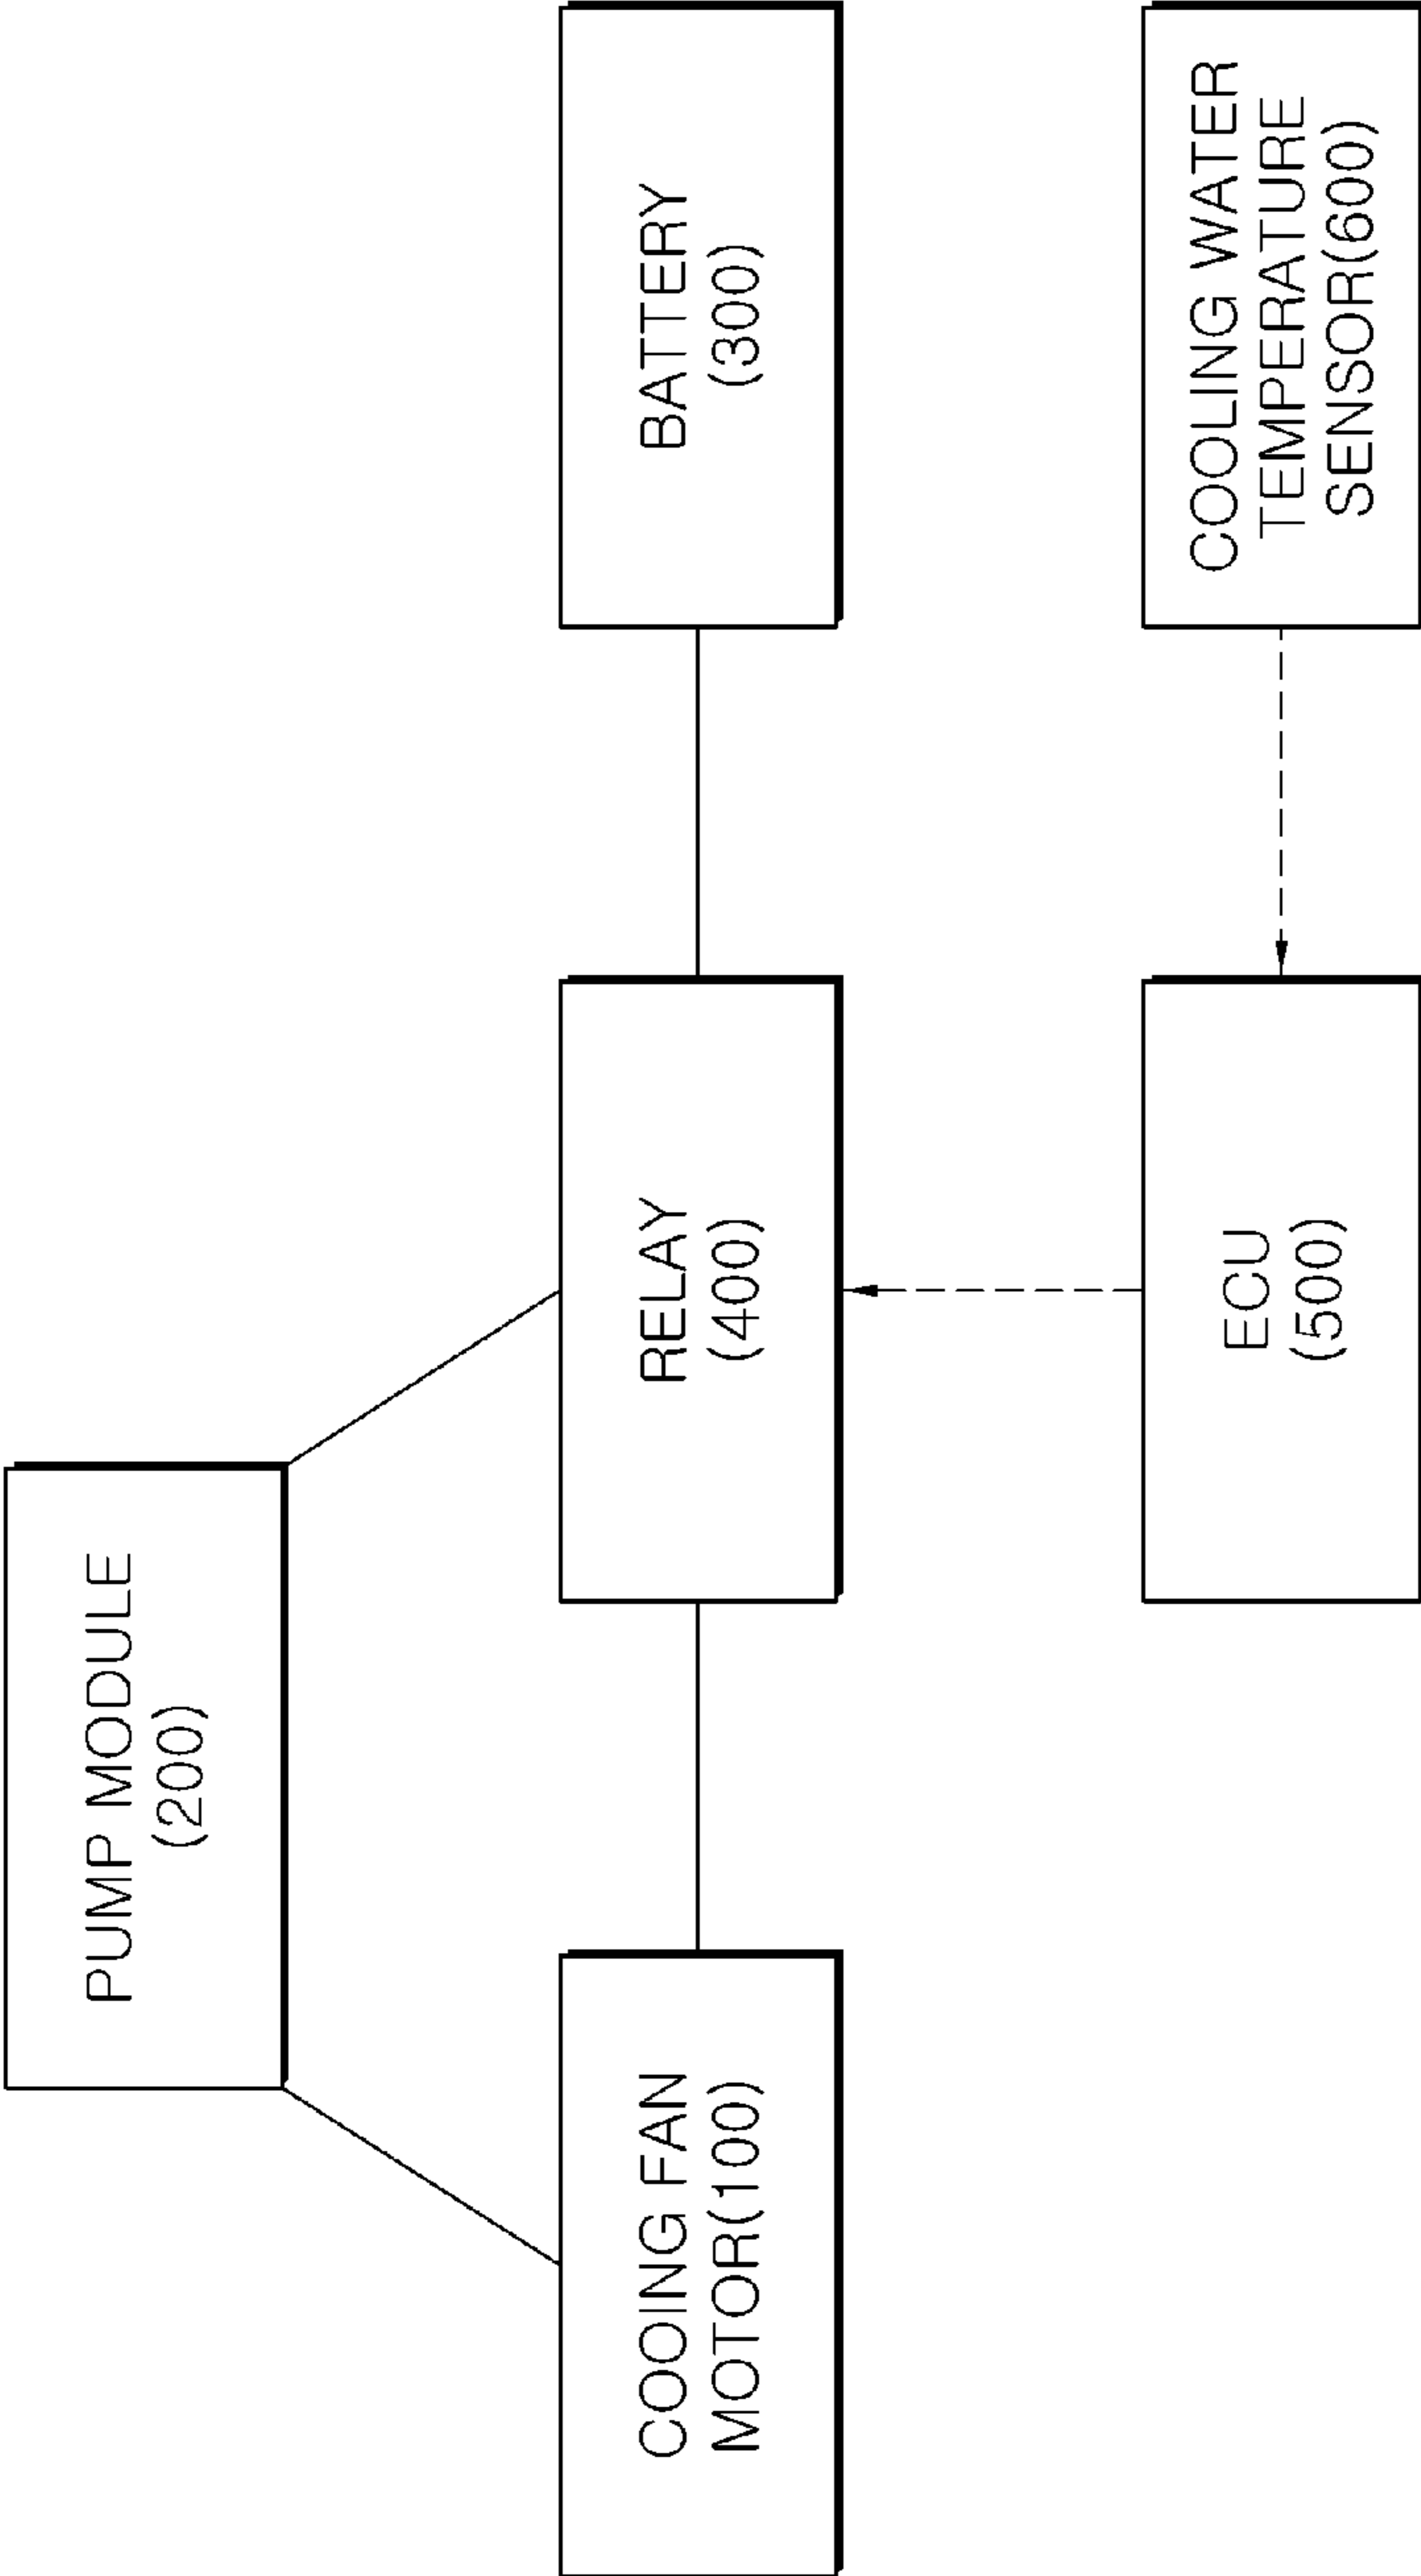 PUMP MODULE
(200)
COOING FAN
MOTOR(100)
RELAY
(400)
BATTERY
(300)
ECU
(500)
COOLING WATER
TEMPERATURE
SENSOR(600)